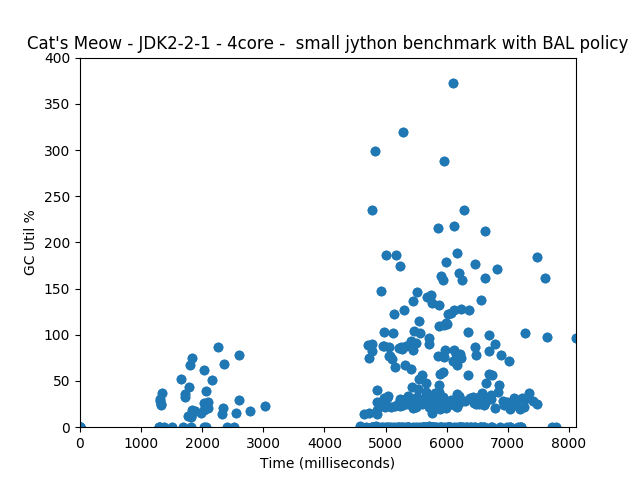 Cat's Meow - JDK2-2-1 - 4core -  small jython benchmark with BAL policy
400
350
300
250
200
150
100
50
0
GC Util %
0 1000 2000 3000 4000 5000 6000 7000 8000
Time (milliseconds)